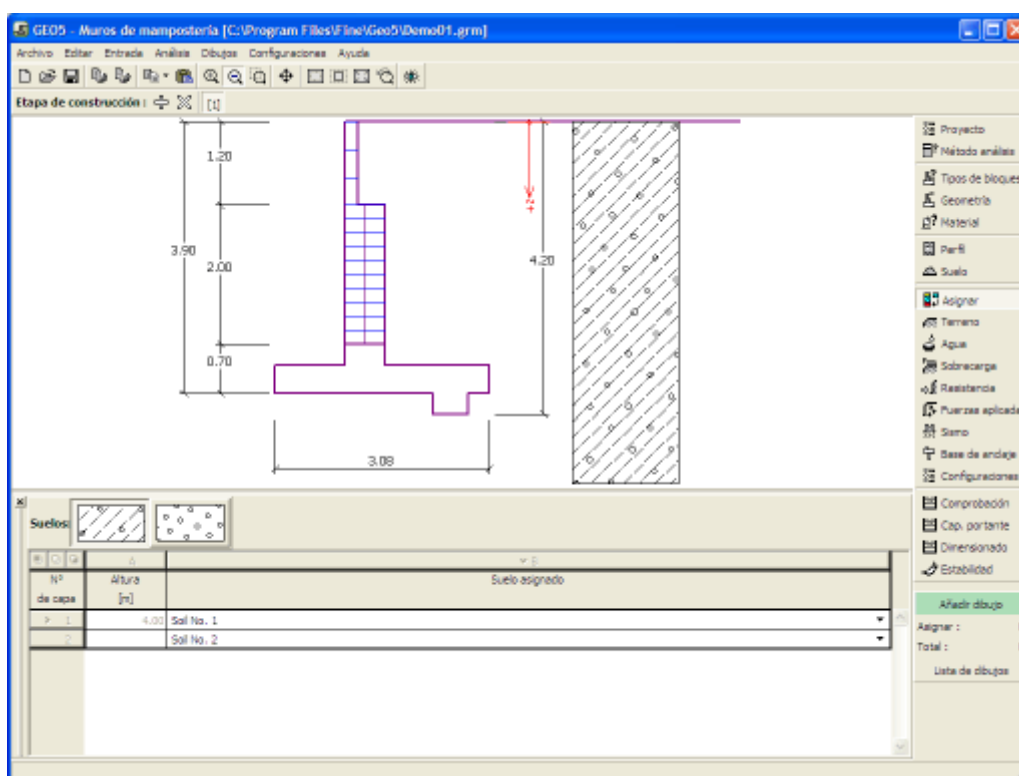 GEO5 - Muros de mampostería [C:\Program Files\Fine\Geo5\Demo01.grm]
Archivo Editar Entrada Análisis Dibujos Configuraciones Ayuda
Etapa de construcción : [1]
1.20
3.90
2.00
0.70
3.08
+z
4.20
Proyecto
Método análisis
Tipos de bloques
Geometría
Material
Perfil
Suelo
Asignar
Terreno
Agua
Sobrecarga
Resistencia
Fuerzas aplicada
Sismo
Base de anclaje
Configuraciones
Comprobación
Cap. portante
Dimensionado
Estabilidad
Añadir dibujo
Asignar :
Total :
Lista de dibujos
Suelos:
Nº de capa
Altura [m]
Suelo asignado
> 1 4.00 Soil No. 1
2 Soil No. 2